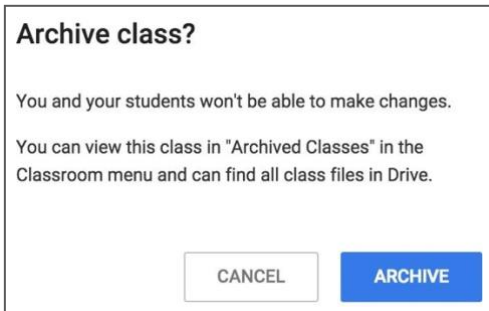 Archive class?
You and your students won't be able to make changes.
You can view this class in "Archived Classes" in the
Classroom menu and can find all class files in Drive.
CANCEL
ARCHIVE